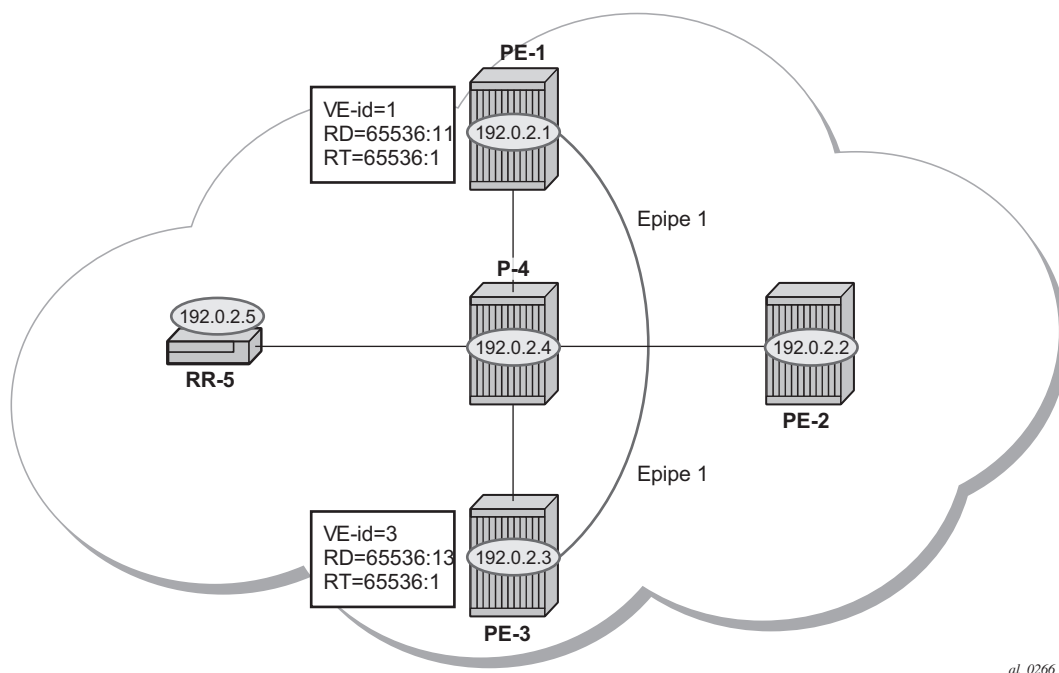 PE-1
VE-id=1
RD=65536:11
RT=65536:1
192.0.2.1
Epipe 1
P-4
192.0.2.5
192.0.2.4
192.0.2.2
RR-5
PE-2
Epipe 1
VE-id=3
RD=65536:13
RT=65536:1
192.0.2.3
PE-3
al_0266